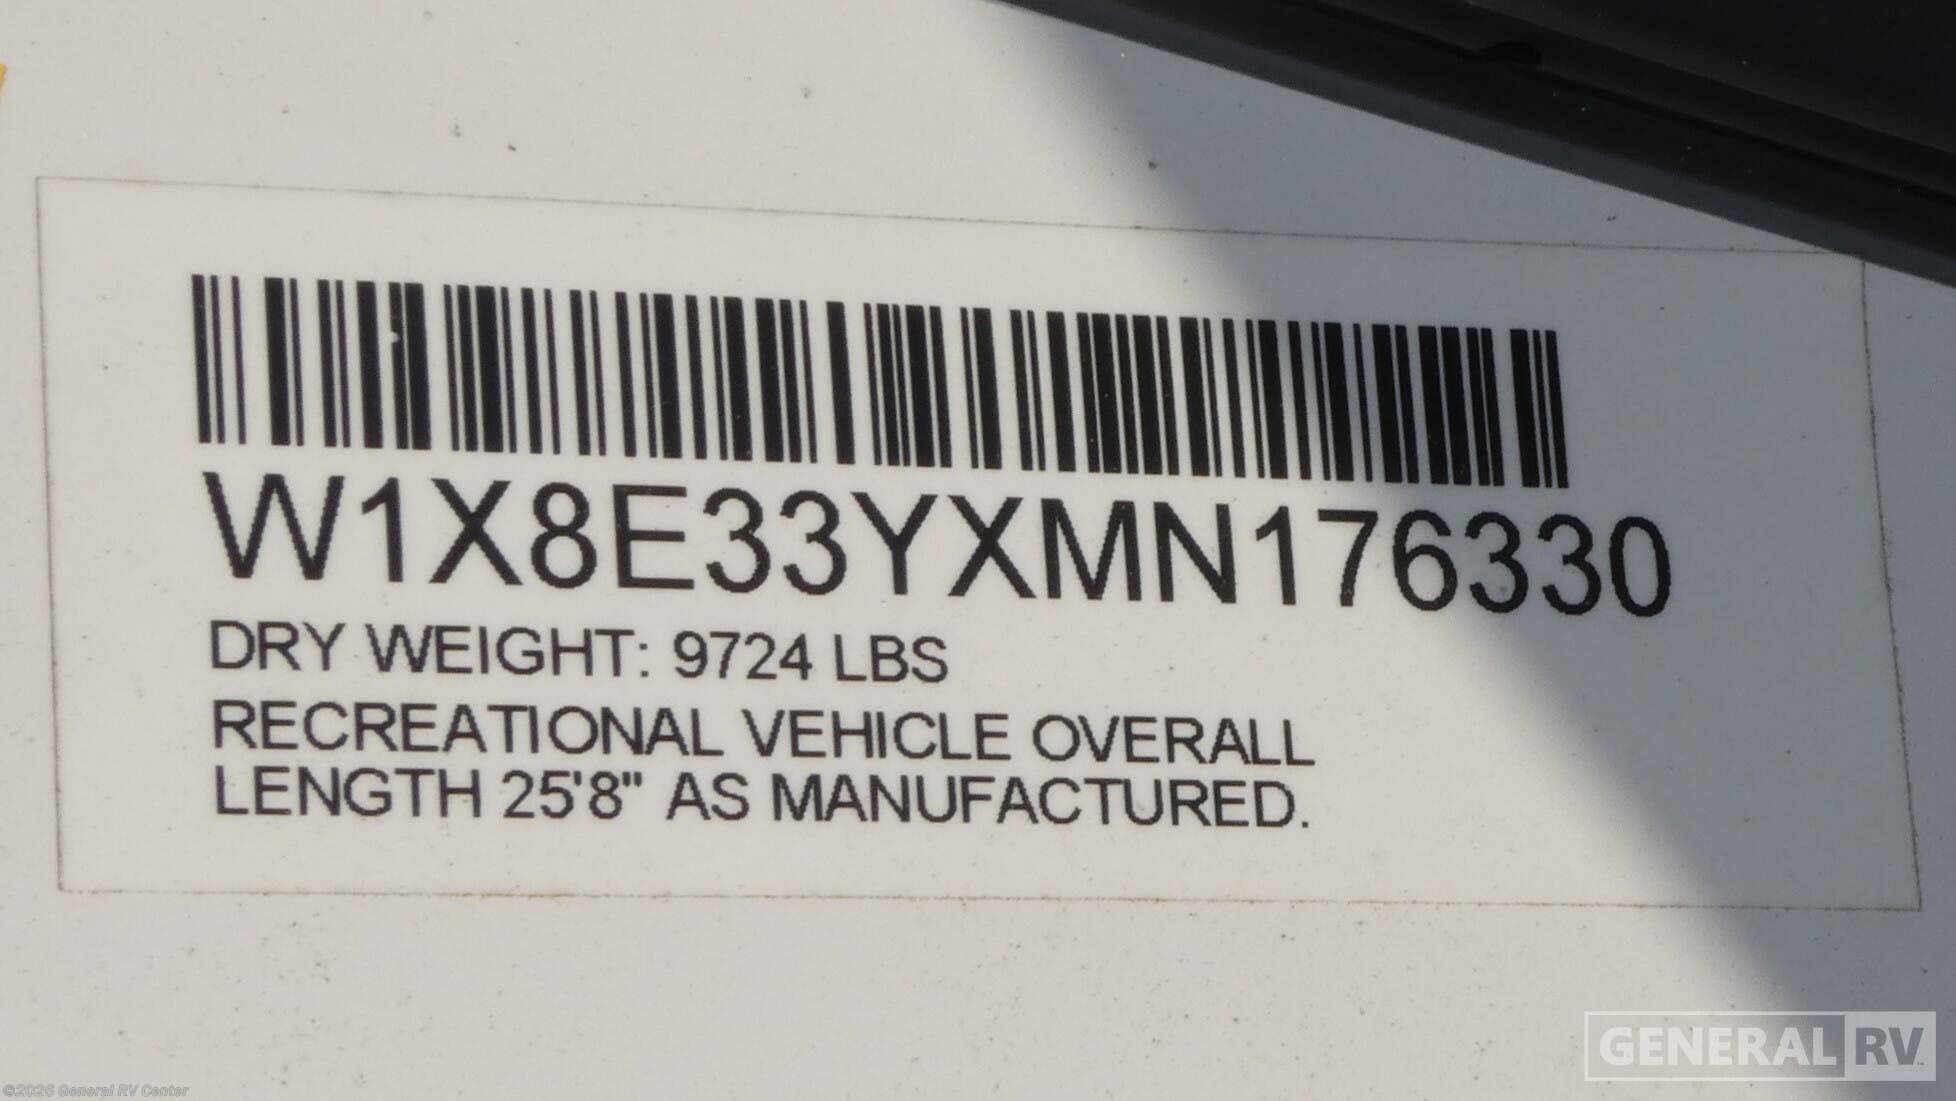 W1X8E33YXMN176330
DRY WEIGHT: 9724 LBS
RECREATIONAL VEHICLE OVERALL
LENGTH 25'8" AS MANUFACTURED.
GENERAL RV
©2026 General RV Center